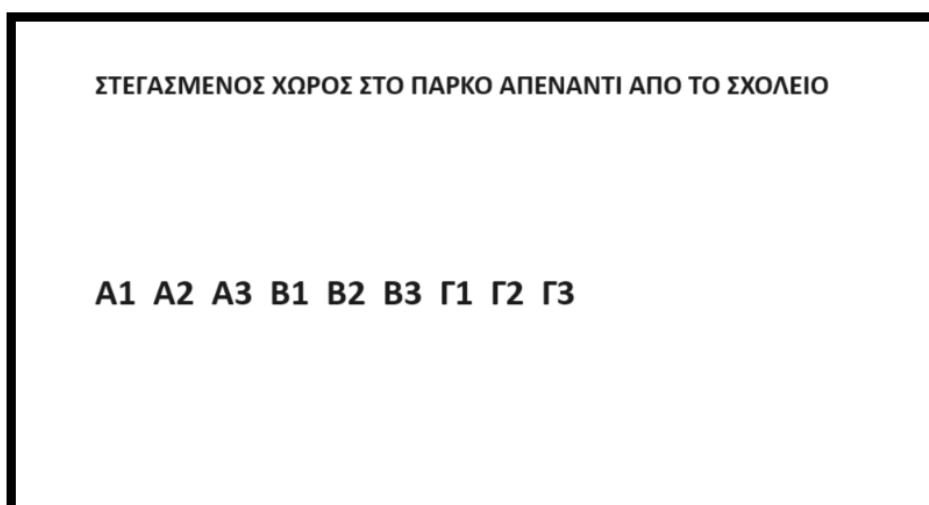 ΣΤΕΓΑΣΜΕΝΟΣ ΧΩΡΟΣ ΣΤΟ ΠΑΡΚΟ ΑΠΕΝΑΝΤΙ ΑΠΟ ΤΟ ΣΧΟΛΕΙΟ
Α1 Α2 Α3 Β1 Β2 Β3 Γ1 Γ2 Γ3